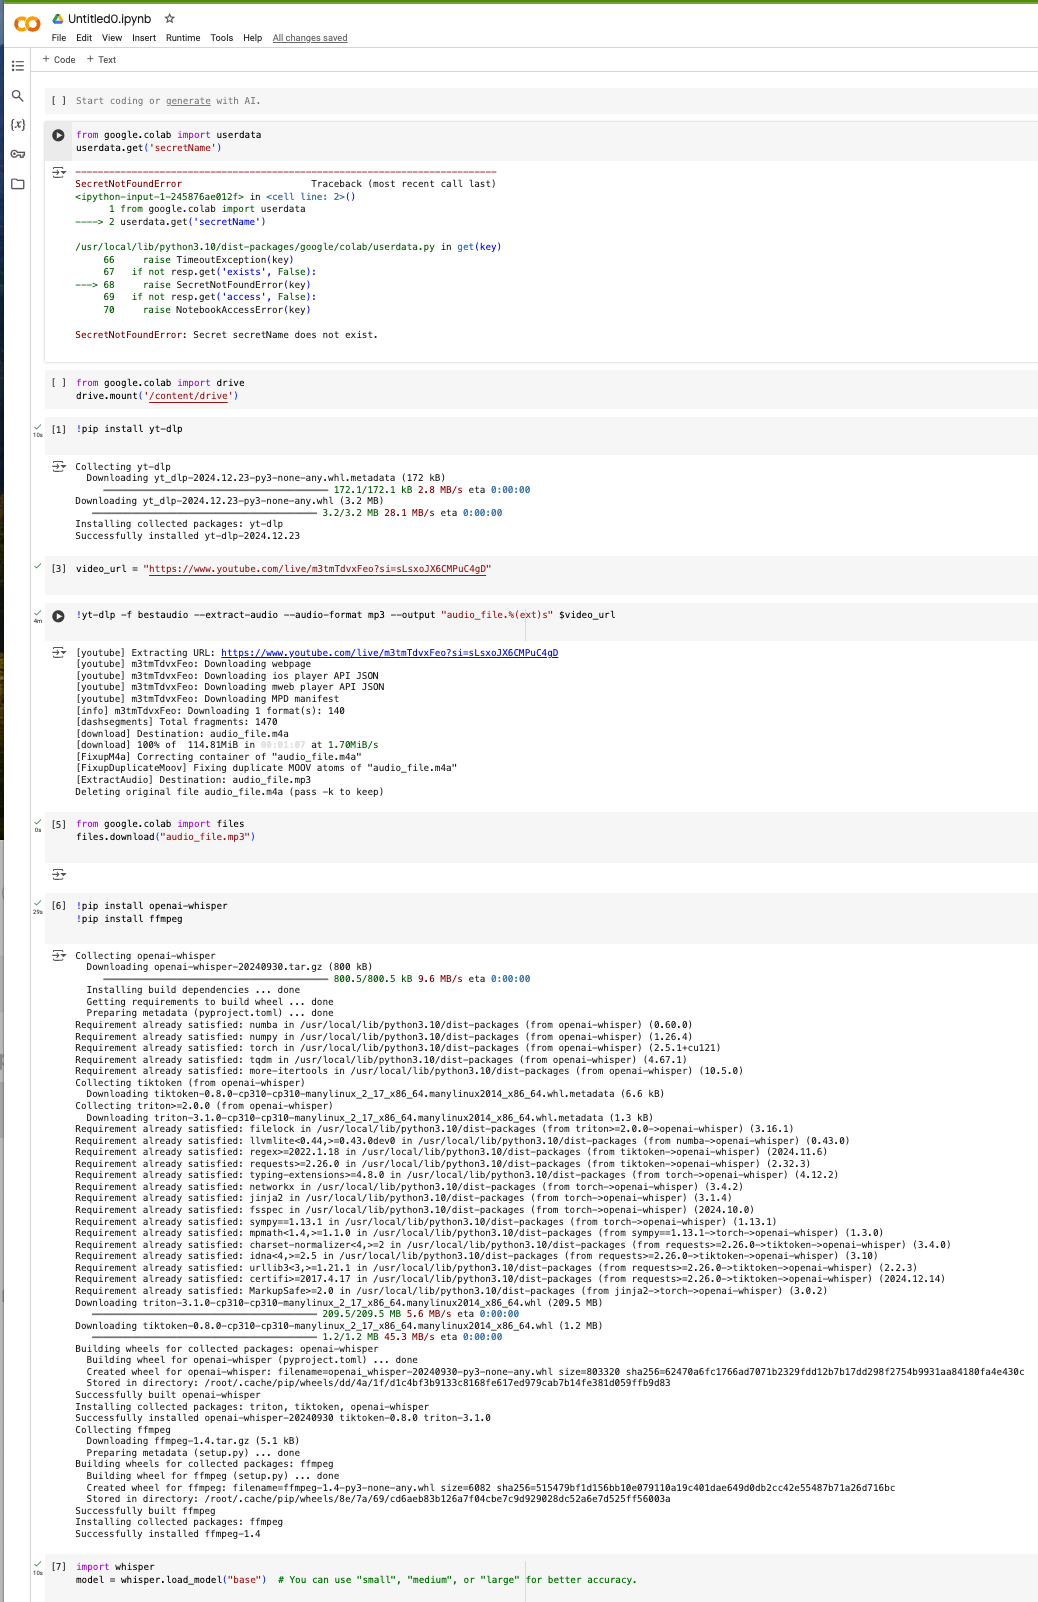 Untitled0.ipynb
File Edit View Insert Runtime Tools Help All changes saved
+ Code + Text
[ ] Start coding or generate with AI.
from google.colab import userdata
userdata.get('secretName')
---------------------------------------------------------------------------
SecretNotFoundError Traceback (most recent call last)
<ipython-input-1-245876ae012f> in <cell line: 2>()
1 from google.colab import userdata
----> 2 userdata.get('secretName')
/usr/local/lib/python3.10/dist-packages/google/colab/userdata.py in get(key)
66 raise TimeoutException(key)
67 if not resp.get('exists', False):
---> 68 raise SecretNotFoundError(key)
69 if not resp.get('access', False):
70 raise NotebookAccessError(key)
SecretNotFoundError: Secret secretName does not exist.
[ ] from google.colab import drive
drive.mount('/content/drive')
10s
[1] !pip install yt-dlp
Collecting yt-dlp
Downloading yt_dlp-2024.12.23-py3-none-any.whl.metadata (172 kB)
172.1/172.1 kB 2.8 MB/s eta 0:00:00
Downloading yt_dlp-2024.12.23-py3-none-any.whl (3.2 MB)
3.2/3.2 MB 28.1 MB/s eta 0:00:00
Installing collected packages: yt-dlp
Successfully installed yt-dlp-2024.12.23
[3] video_url = "https://www.youtube.com/live/m3tmTdvxFeo?si=sLsxoJX6CMPuC4gD"
4m
!yt-dlp -f bestaudio --extract-audio --audio-format mp3 --output "audio_file.%(ext)s" $video_url
[youtube] Extracting URL: https://www.youtube.com/live/m3tmTdvxFeo?si=sLsxoJX6CMPuC4gD
[youtube] m3tmTdvxFeo: Downloading webpage
[youtube] m3tmTdvxFeo: Downloading ios player API JSON
[youtube] m3tmTdvxFeo: Downloading mweb player API JSON
[youtube] m3tmTdvxFeo: Downloading MPD manifest
[info] m3tmTdvxFeo: Downloading 1 format(s): 140
[dashsegments] Total fragments: 1470
[download] Destination: audio_file.m4a
[download] 100% of 114.81MiB in 00:01:07 at 1.70MiB/s
[FixupM4a] Correcting container of "audio_file.m4a"
[FixupDuplicateMoov] Fixing duplicate MOOV atoms of "audio_file.m4a"
[ExtractAudio] Destination: audio_file.mp3
Deleting original file audio_file.m4a (pass -k to keep)
0s
[5] from google.colab import files
files.download("audio_file.mp3")
29s
[6] !pip install openai-whisper
!pip install ffmpeg
Collecting openai-whisper
Downloading openai-whisper-20240930.tar.gz (800 kB)
800.5/800.5 kB 9.6 MB/s eta 0:00:00
Installing build dependencies ... done
Getting requirements to build wheel ... done
Preparing metadata (pyproject.toml) ... done
Requirement already satisfied: numba in /usr/local/lib/python3.10/dist-packages (from openai-whisper) (0.60.0)
Requirement already satisfied: numpy in /usr/local/lib/python3.10/dist-packages (from openai-whisper) (1.26.4)
Requirement already satisfied: torch in /usr/local/lib/python3.10/dist-packages (from openai-whisper) (2.5.1+cu121)
Requirement already satisfied: tqdm in /usr/local/lib/python3.10/dist-packages (from openai-whisper) (4.67.1)
Requirement already satisfied: more-itertools in /usr/local/lib/python3.10/dist-packages (from openai-whisper) (10.5.0)
Collecting tiktoken (from openai-whisper)
Downloading tiktoken-0.8.0-cp310-cp310-manylinux_2_17_x86_64.manylinux2014_x86_64.whl.metadata (6.6 kB)
Collecting triton>=2.0.0 (from openai-whisper)
Downloading triton-3.1.0-cp310-cp310-manylinux_2_17_x86_64.manylinux2014_x86_64.whl.metadata (1.3 kB)
Requirement already satisfied: filelock in /usr/local/lib/python3.10/dist-packages (from triton>=2.0.0->openai-whisper) (3.16.1)
Requirement already satisfied: llvmlite<0.44,>=0.43.0dev0 in /usr/local/lib/python3.10/dist-packages (from numba->openai-whisper) (0.43.0)
Requirement already satisfied: regex>=2022.1.18 in /usr/local/lib/python3.10/dist-packages (from tiktoken->openai-whisper) (2024.11.6)
Requirement already satisfied: requests>=2.26.0 in /usr/local/lib/python3.10/dist-packages (from tiktoken->openai-whisper) (2.32.3)
Requirement already satisfied: typing-extensions>=4.8.0 in /usr/local/lib/python3.10/dist-packages (from torch->openai-whisper) (4.12.2)
Requirement already satisfied: networkx in /usr/local/lib/python3.10/dist-packages (from torch->openai-whisper) (3.4.2)
Requirement already satisfied: jinja2 in /usr/local/lib/python3.10/dist-packages (from torch->openai-whisper) (3.1.4)
Requirement already satisfied: fsspec in /usr/local/lib/python3.10/dist-packages (from torch->openai-whisper) (2024.10.0)
Requirement already satisfied: sympy==1.13.1 in /usr/local/lib/python3.10/dist-packages (from torch->openai-whisper) (1.13.1)
Requirement already satisfied: mpmath<1.4,>=1.1.0 in /usr/local/lib/python3.10/dist-packages (from sympy==1.13.1->torch->openai-whisper) (1.3.0)
Requirement already satisfied: charset-normalizer<4,>=2 in /usr/local/lib/python3.10/dist-packages (from requests>=2.26.0->tiktoken->openai-whisper) (3.4.0)
Requirement already satisfied: idna<4,>=2.5 in /usr/local/lib/python3.10/dist-packages (from requests>=2.26.0->tiktoken->openai-whisper) (3.10)
Requirement already satisfied: urllib3<3,>=1.21.1 in /usr/local/lib/python3.10/dist-packages (from requests>=2.26.0->tiktoken->openai-whisper) (2.2.3)
Requirement already satisfied: certifi>=2017.4.17 in /usr/local/lib/python3.10/dist-packages (from requests>=2.26.0->tiktoken->openai-whisper) (2024.12.14)
Requirement already satisfied: MarkupSafe>=2.0 in /usr/local/lib/python3.10/dist-packages (from jinja2->torch->openai-whisper) (3.0.2)
Downloading triton-3.1.0-cp310-cp310-manylinux_2_17_x86_64.manylinux2014_x86_64.whl (209.5 MB)
209.5/209.5 MB 5.6 MB/s eta 0:00:00
Downloading tiktoken-0.8.0-cp310-cp310-manylinux_2_17_x86_64.manylinux2014_x86_64.whl (1.2 MB)
1.2/1.2 MB 45.3 MB/s eta 0:00:00
Building wheels for collected packages: openai-whisper
Building wheel for openai-whisper (pyproject.toml) ... done
Created wheel for openai-whisper: filename=openai_whisper-20240930-py3-none-any.whl size=803320 sha256=62470a6fc1766ad7071b2329fdd12b7b17dd298f2754b9931aa84180fa4e430c
Stored in directory: /root/.cache/pip/wheels/dd/4a/1f/d1c4bf3b9133c8168fe617ed979cab7b14fe381d059ffb9d83
Successfully built openai-whisper
Installing collected packages: triton, tiktoken, openai-whisper
Successfully installed openai-whisper-20240930 tiktoken-0.8.0 triton-3.1.0
Collecting ffmpeg
Downloading ffmpeg-1.4.tar.gz (5.1 kB)
Preparing metadata (setup.py) ... done
Building wheels for collected packages: ffmpeg
Building wheel for ffmpeg (setup.py) ... done
Created wheel for ffmpeg: filename=ffmpeg-1.4-py3-none-any.whl size=6082 sha256=515479bf1d156bb10e079110a19c401dae649d0db2cc42e55487b71a26d716bc
Stored in directory: /root/.cache/pip/wheels/8e/7a/69/cd6aeb83b126a7f04cbe7c9d929028dc52a6e7d525ff56003a
Successfully built ffmpeg
Installing collected packages: ffmpeg
Successfully installed ffmpeg-1.4
10s
[7] import whisper
model = whisper.load_model("base") # You can use "small", "medium", or "large" for better accuracy.